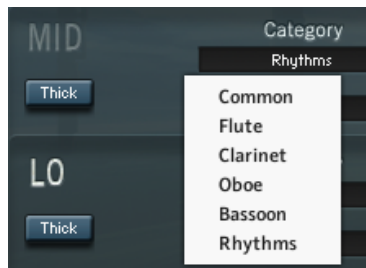 MID
Category
Rhythms
Thick
Common
Flute
Clarinet
Oboe
Bassoon
Rhythms
LO
Thick